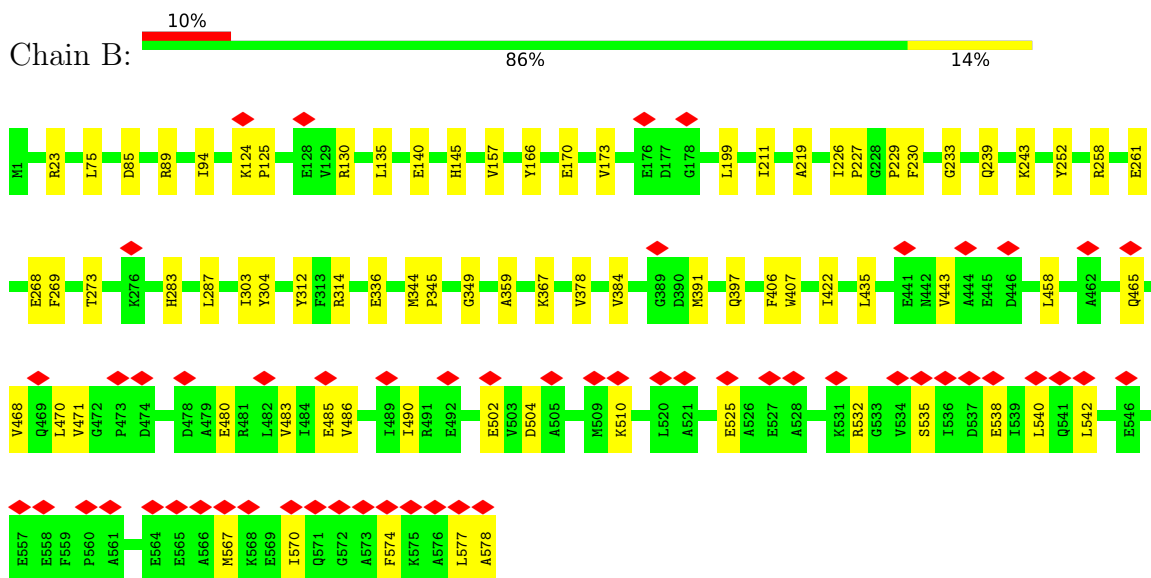 10%
Chain B:
86% 14%
M1 R23 L75 D85 R89 I94 K124 P125 E128 V129 R130 L135 E140 H145 V157 Y166 E170 V173 E176 D177 G178 L199 I211 A219 I226 P227 G228 P229 F230 G233 Q239 K243 Y252 R258 E261
E268 F269 T273 K276 H283 L287 I303 Y304 Y312 F313 R314 E336 M344 P345 G349 A359 K367 V378 V384 G389 D390 M391 Q397 F406 W407 I422 L435 E441 N442 V443 A444 E445 D446 L458 A462 Q465
V468 Q469 L470 V471 G472 P473 D474 D478 A479 E480 R481 L482 V483 I484 E485 V486 I489 I490 R491 E492 E502 V503 D504 A505 M509 K510 L520 A521 E525 A526 E527 A528 K531 R532 G533 V534 S535 I536 D537 E538 I539 L540 Q541 L542 E546
E557 E558 F559 P560 A561 E564 E565 A566 M567 K568 E569 I570 Q571 G572 A573 F574 K575 A576 L577 A578